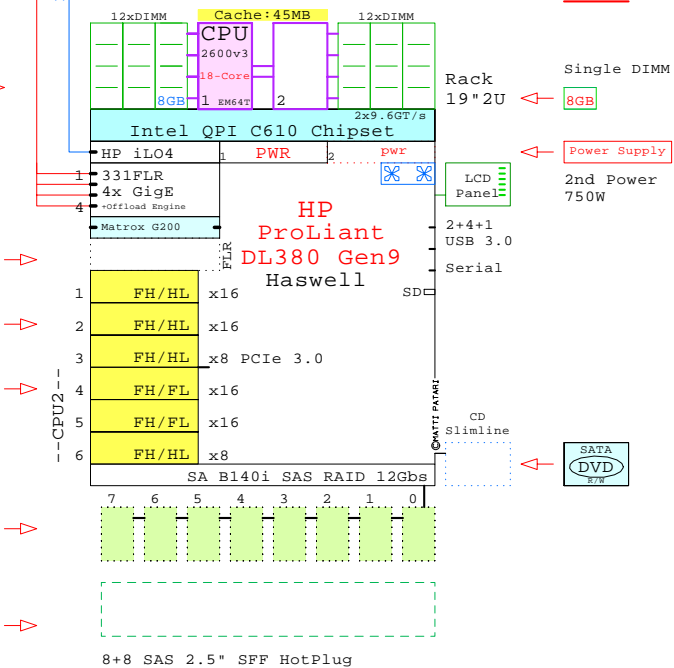 12xDIMM
Cache:45MB
12xDIMM
CPU
2600v3
18-Core
8GB
1 EM64T
2
Rack
19"2U
Single DIMM
8GB
2x9.6GT/s
Intel QPI C610 Chipset
HP iLO4
1 PWR
2 pwr
Power Supply
2nd Power
750W
1 331FLR
4x GigE
4 +Offload Engine
Matrox G200
LCD
Panel
HP
ProLiant
DL380 Gen9
Haswell
FLR
2+4+1
USB 3.0
Serial
SD
1 FH/HL x16
2 FH/HL x16
3 FH/HL x8 PCIe 3.0
4 FH/FL x16
5 FH/FL x16
6 FH/HL x8
--CPU2--
©MATTI PATARI
CD
Slimline
SATA
DVD
R/W
SA B140i SAS RAID 12Gbs
7 6 5 4 3 2 1 0
8+8 SAS 2.5" SFF HotPlug